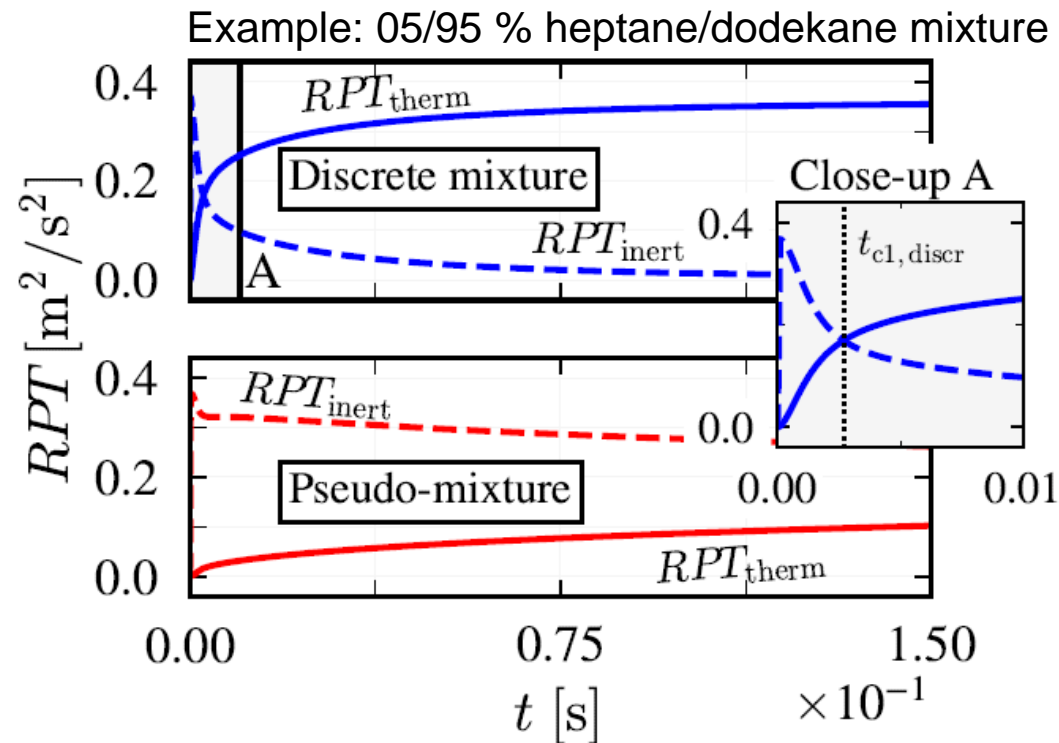 Example: 05/95 % heptane/dodekane mixture
RPT [m² /s²]
0.4
0.2
0.0
RPT_therm
Discrete mixture
RPT_inert
A
Close-up A
0.4
0.0
t_c1, discr
0.00
0.01
0.4
0.2
0.0
RPT_inert
Pseudo-mixture
RPT_therm
0.00
0.75
1.50
t [s]
×10⁻¹